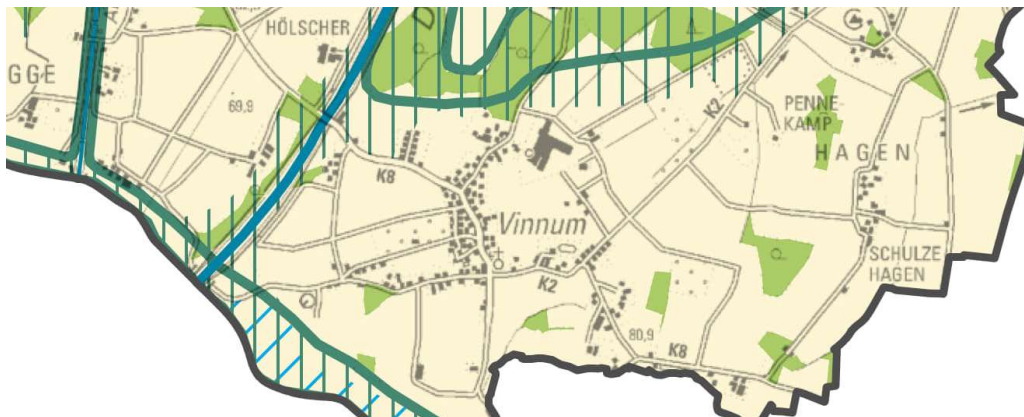 HÖLSCHER
GGE
69,9
K2
PENNE-
KAMP
HAGEN
K8
Vinnum
SCHULZE
HAGEN
K2
80,9
K8